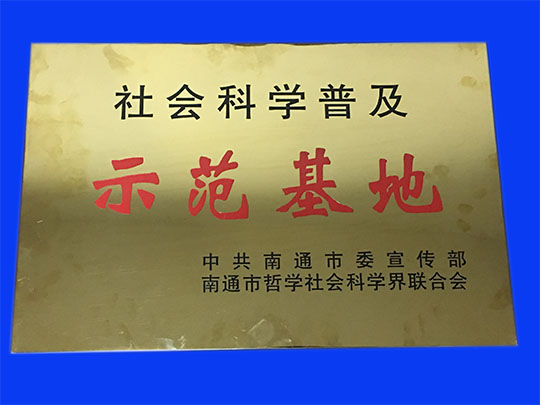 社会科学普及
示范基地
中共南通市委宣传部
南通市哲学社会科学界联合会